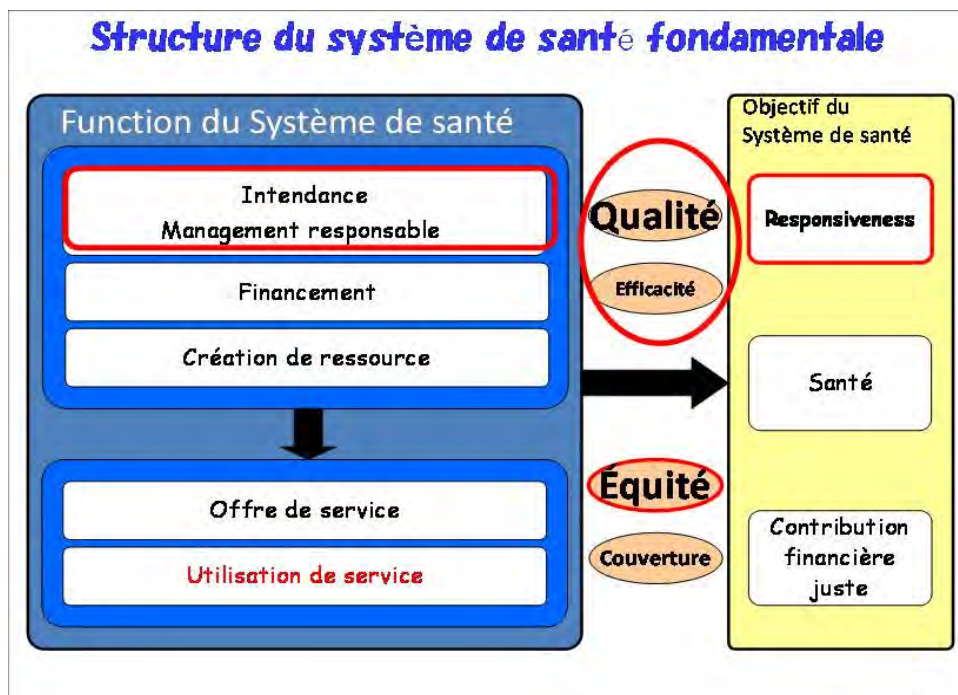 Structure du système de santé fondamentale
Function du Système de santé
Intendance
Management responsable
Financement
Création de ressource
Offre de service
Utilisation de service
Qualité
Efficacité
Équité
Couverture
Objectif du
Système de santé
Responsiveness
Santé
Contribution
financière
juste